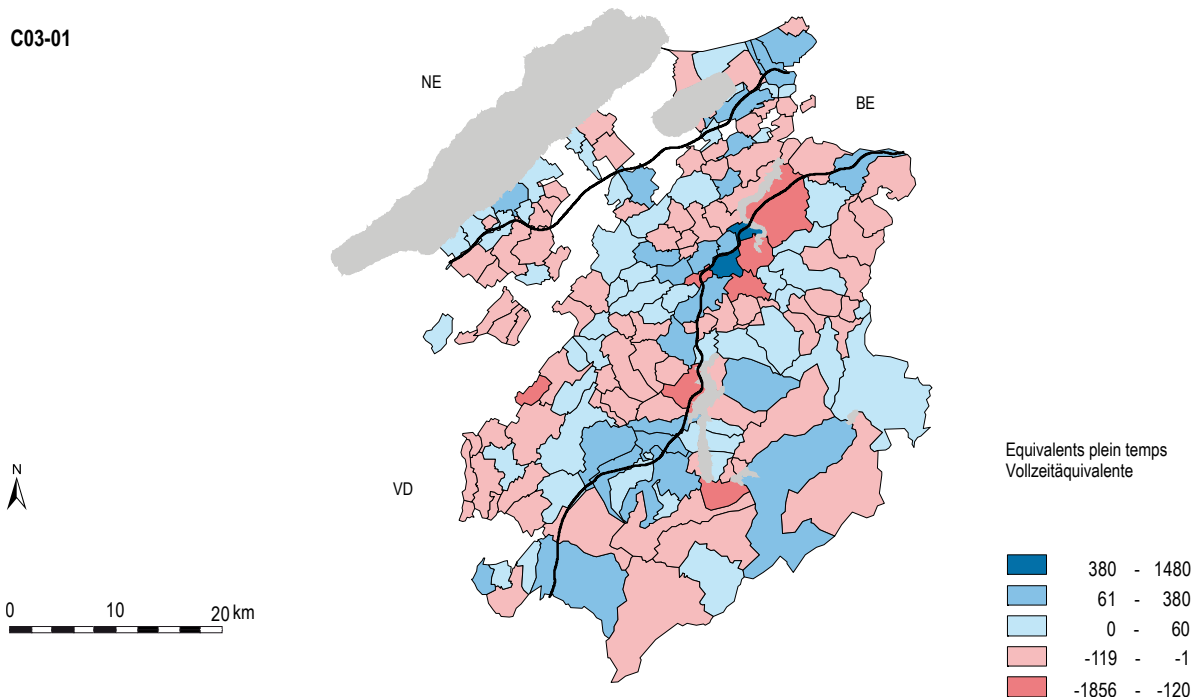 C03-01
NE
BE
VD
N
0 10 20 km
Equivalents plein temps
Vollzeitäquivalente
380 - 1480
61 - 380
0 - 60
-119 - -1
-1856 - -120